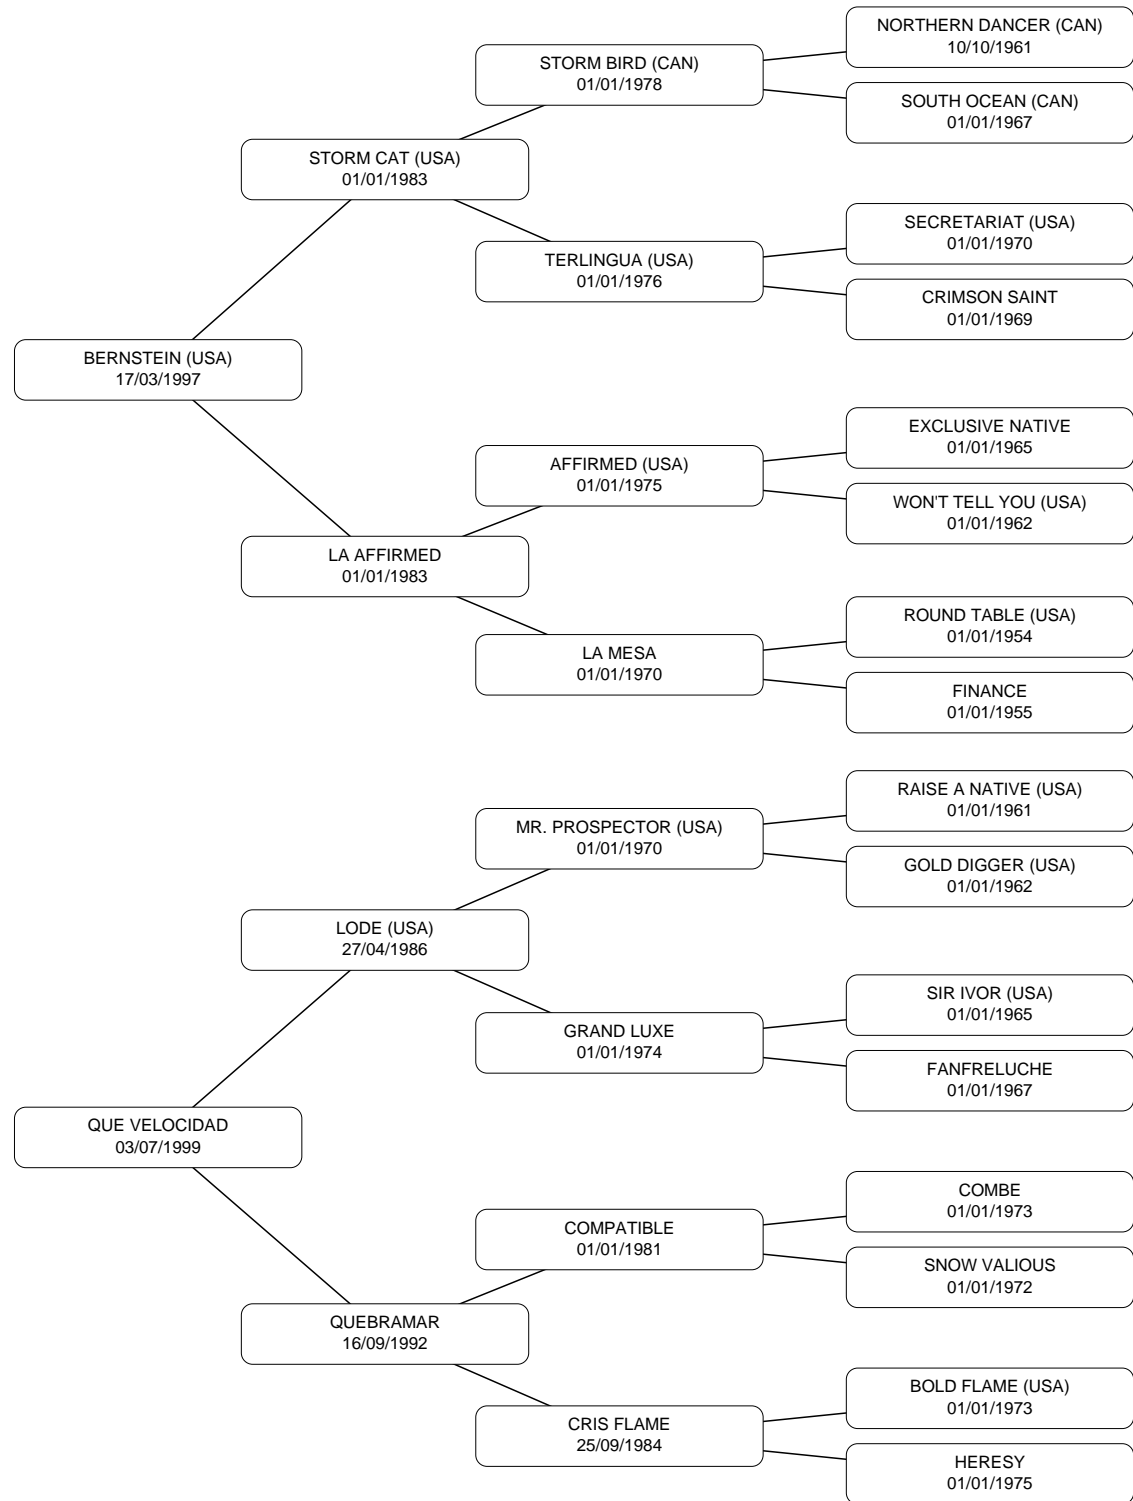 NORTHERN DANCER (CAN)
10/10/1961
STORM BIRD (CAN)
01/01/1978
SOUTH OCEAN (CAN)
01/01/1967
STORM CAT (USA)
01/01/1983
SECRETARIAT (USA)
01/01/1970
TERLINGUA (USA)
01/01/1976
CRIMSON SAINT
01/01/1969
BERNSTEIN (USA)
17/03/1997
EXCLUSIVE NATIVE
01/01/1965
AFFIRMED (USA)
01/01/1975
WON'T TELL YOU (USA)
01/01/1962
LA AFFIRMED
01/01/1983
ROUND TABLE (USA)
01/01/1954
LA MESA
01/01/1970
FINANCE
01/01/1955
RAISE A NATIVE (USA)
01/01/1961
MR. PROSPECTOR (USA)
01/01/1970
GOLD DIGGER (USA)
01/01/1962
LODE (USA)
27/04/1986
SIR IVOR (USA)
01/01/1965
GRAND LUXE
01/01/1974
FANFRELUCHE
01/01/1967
QUE VELOCIDAD
03/07/1999
COMBE
01/01/1973
COMPATIBLE
01/01/1981
SNOW VALIOUS
01/01/1972
QUEBRAMAR
16/09/1992
BOLD FLAME (USA)
01/01/1973
CRIS FLAME
25/09/1984
HERESY
01/01/1975